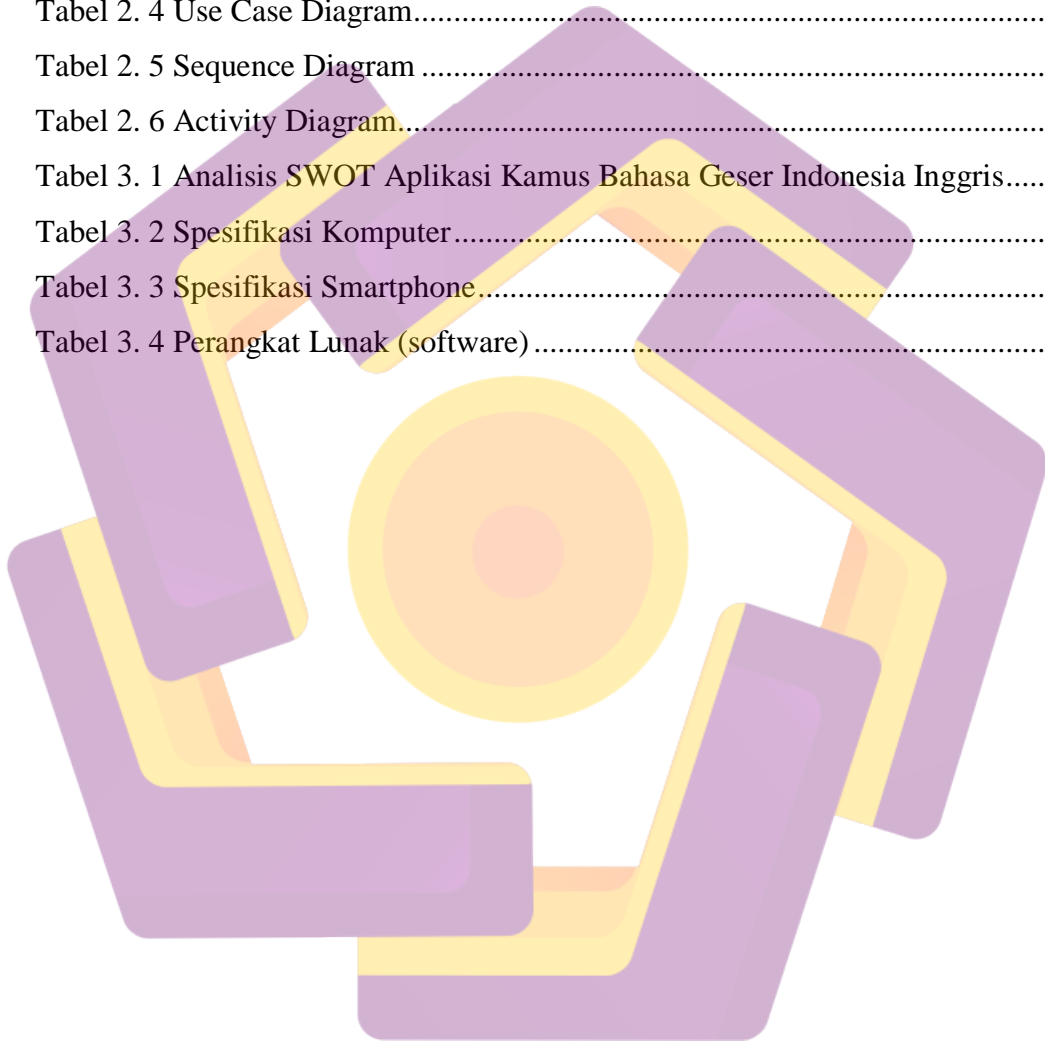 Tabel 2. 4 Use Case Diagram................................................................................
Tabel 2. 5 Sequence Diagram ...............................................................................
Tabel 2. 6 Activity Diagram..................................................................................
Tabel 3. 1 Analisis SWOT Aplikasi Kamus Bahasa Geser Indonesia Inggris.....
Tabel 3. 2 Spesifikasi Komputer...........................................................................
Tabel 3. 3 Spesifikasi Smartphone........................................................................
Tabel 3. 4 Perangkat Lunak (software) .................................................................